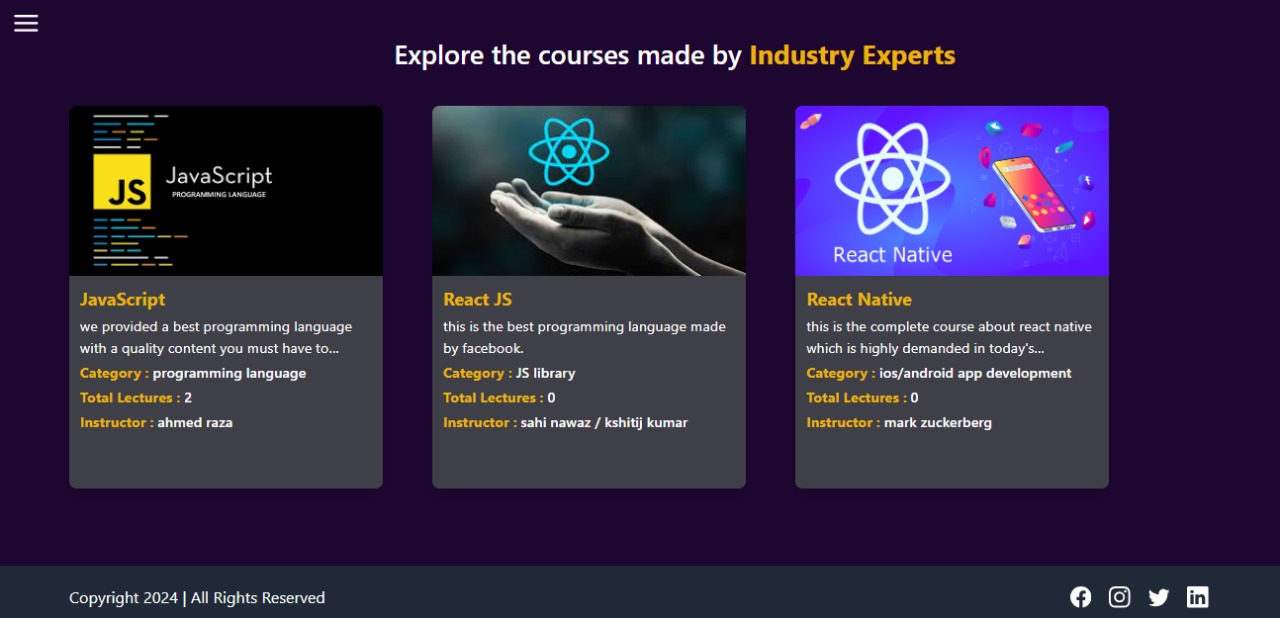 Explore the courses made by Industry Experts
JavaScript
PROGRAMMING LANGUAGE
JS
React Native
JavaScript
we provided a best programming language
with a quality content you must have to...
Category : programming language
Total Lectures : 2
Instructor : ahmed raza
React JS
this is the best programming language made
by facebook.
Category : JS library
Total Lectures : 0
Instructor : sahi nawaz / kshitij kumar
React Native
this is the complete course about react native
which is highly demanded in today's...
Category : ios/android app development
Total Lectures : 0
Instructor : mark zuckerberg
Copyright 2024 | All Rights Reserved